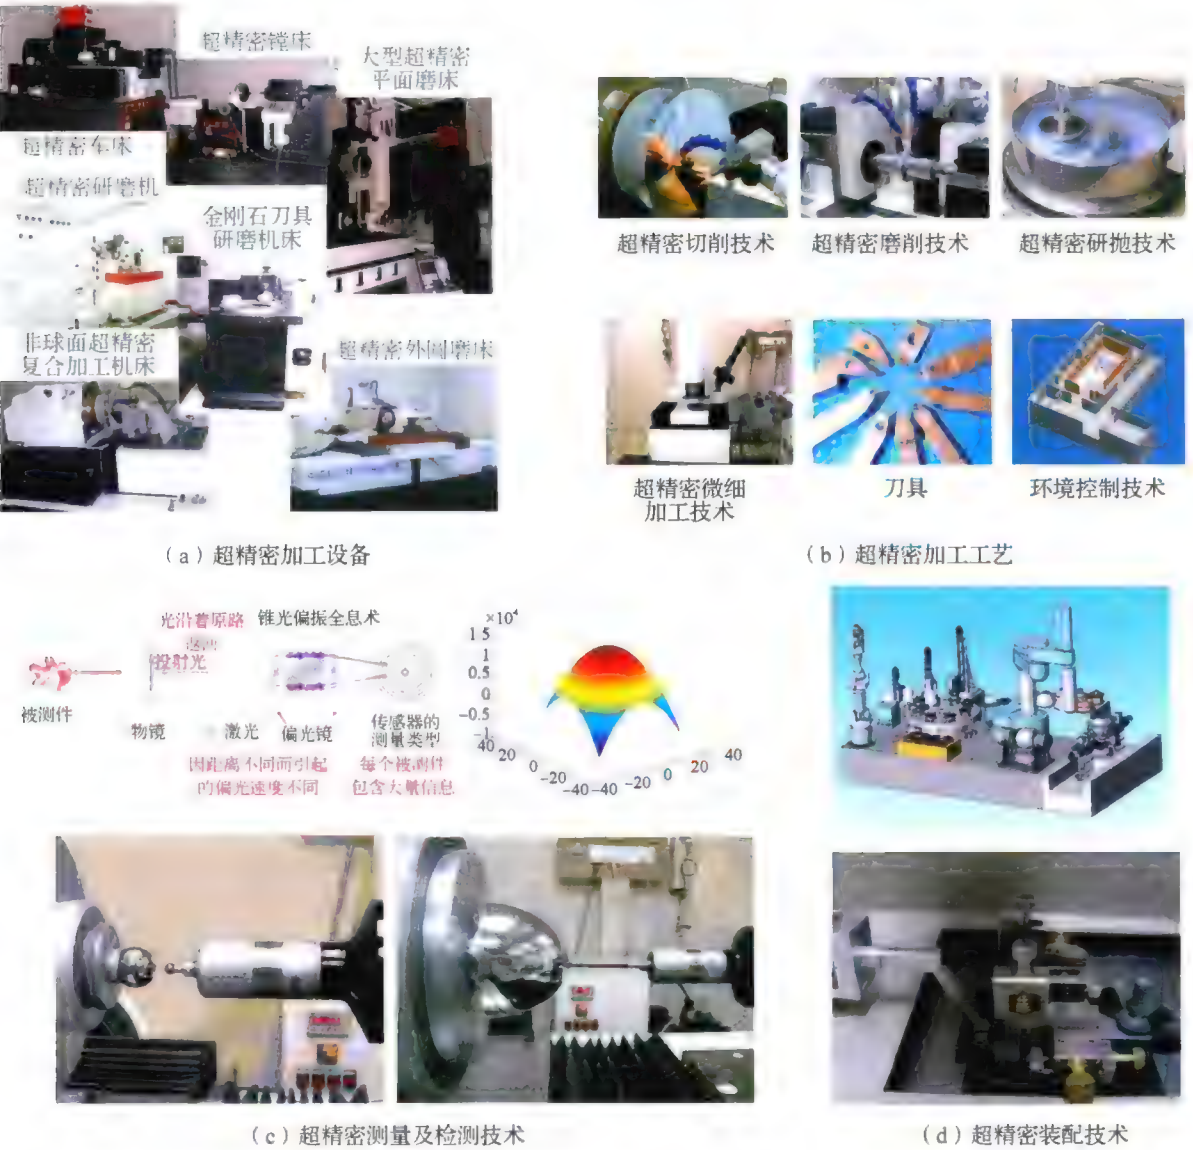 超精密镗床
大型超精密
平面磨床
超精密车床
超精密研磨机
金刚石刀具
研磨机床
非球面超精密
复合加工机床
超精密外圆磨床
(a)超精密加工设备
超精密切削技术
超精密磨削技术
超精密研抛技术
超精密微细
加工技术
刀具
环境控制技术
(b)超精密加工工艺
光沿着原路
投射光
锥光偏振全息术
被测件
物镜
激光
偏光镜
传感器的
测量类型
因距离不同而引起
的偏光速度不同
每个被测件
包含大量信息
×10⁴
1.5
1
0.5
0
-0.5
-1
40
20
0
-20
-40
-40
-20
0
20
40
(c)超精密测量及检测技术
(d)超精密装配技术